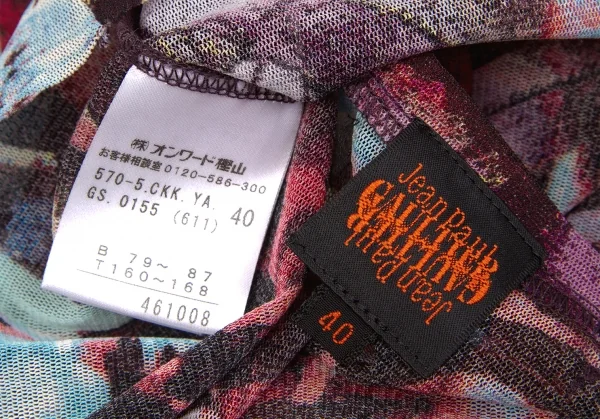 (株)オンワード樫山
お客様相談室 0120-586-300
570-5.CKK.YA.
GS. 0155 (611) 40
B 79~ 87
T160~168
461008
Jean Paul
GAULTIER
GAULTIER
Jean Paul
40